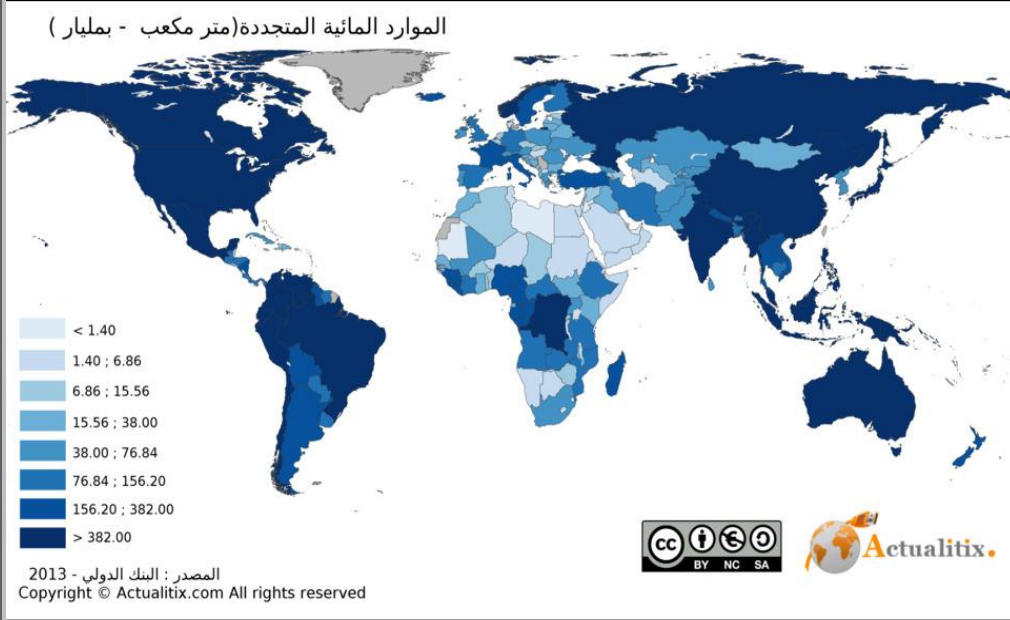 الموارد المائية المتجددة(متر مكعب - بمليار )
< 1.40
1.40 ; 6.86
6.86 ; 15.56
15.56 ; 38.00
38.00 ; 76.84
76.84 ; 156.20
156.20 ; 382.00
> 382.00
cc
BY NC SA
Actualitix.
المصدر : البنك الدولي - 2013
Copyright © Actualitix.com All rights reserved